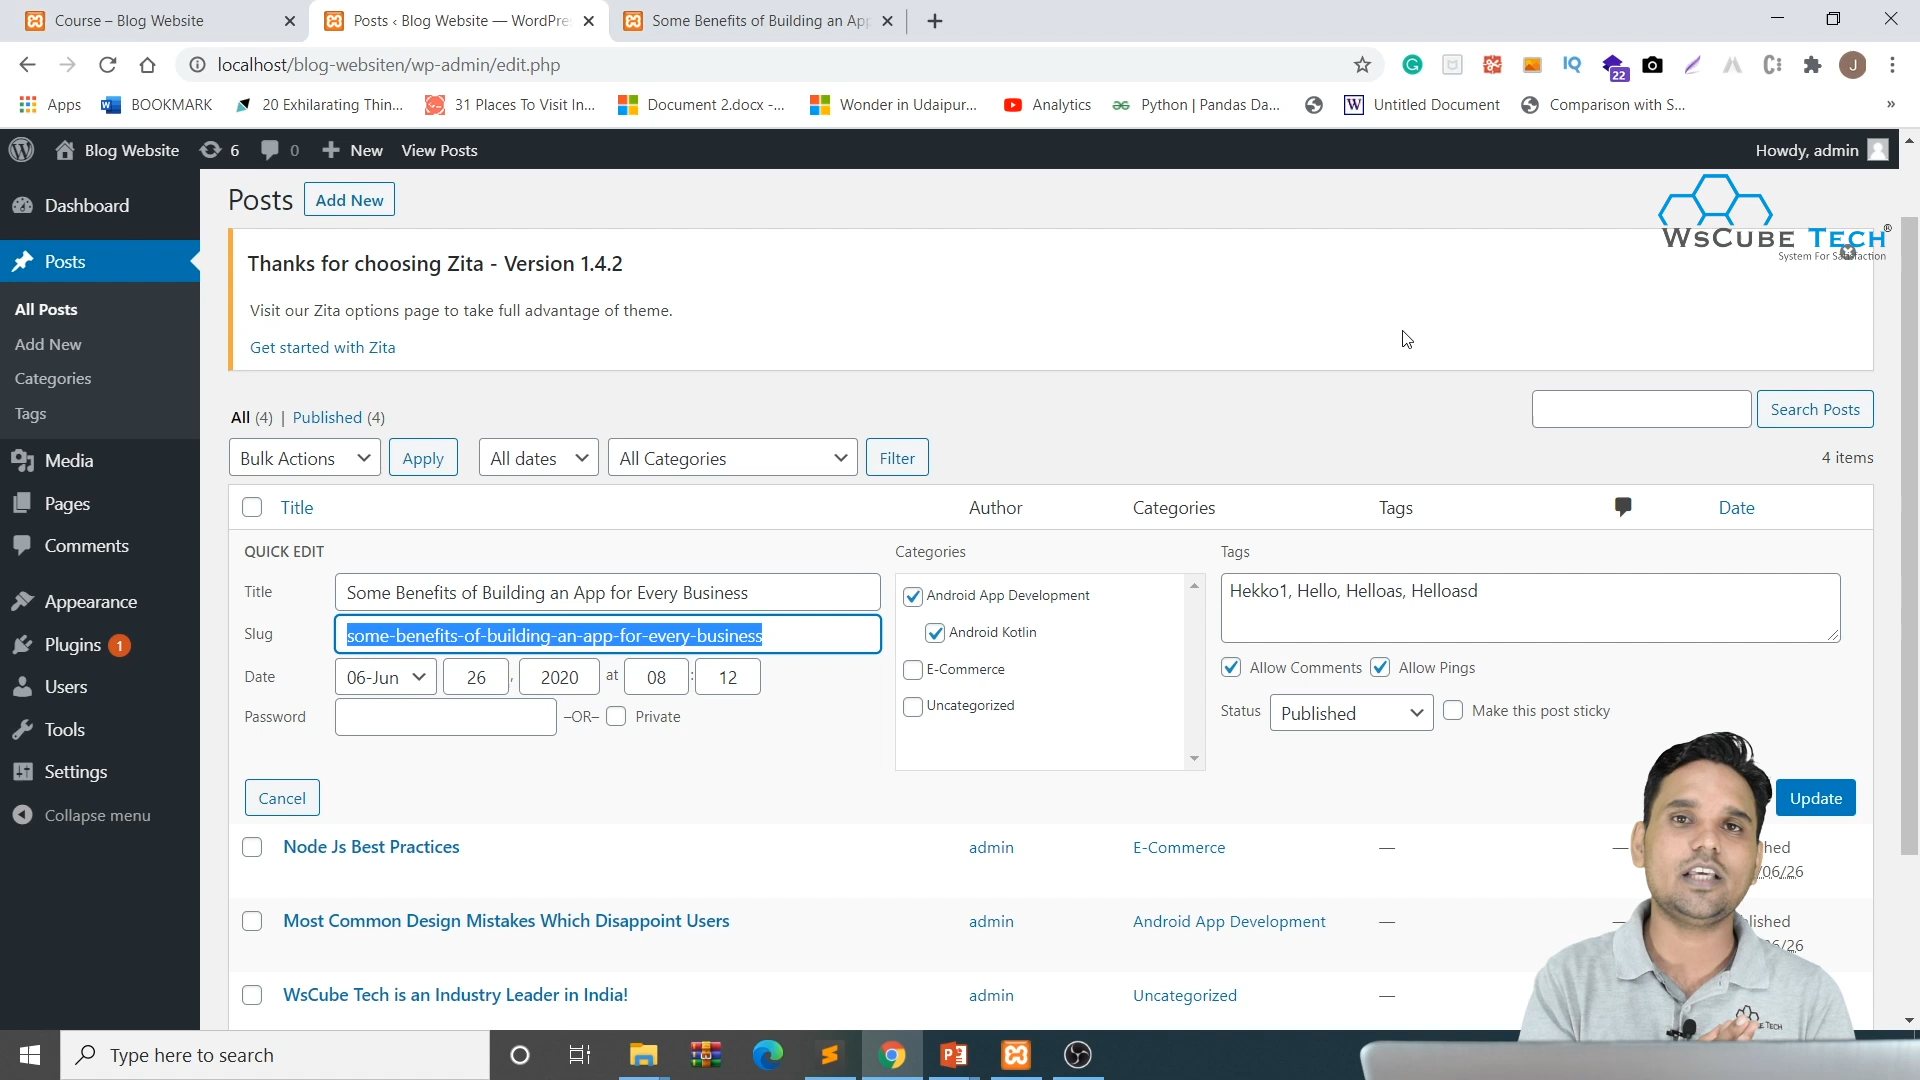 Course – Blog Website
Posts ‹ Blog Website — WordPre
Some Benefits of Building an App
localhost/blog-websiten/wp-admin/edit.php
22
J
Apps
BOOKMARK
20 Exhilarating Thin...
31 Places To Visit In...
Document 2.docx -...
Wonder in Udaipur...
Analytics
Python | Pandas Da...
Untitled Document
Comparison with S...
»
Blog Website
6
0
New
View Posts
Howdy, admin
Dashboard
Posts
All Posts
Add New
Categories
Tags
Media
Pages
Comments
Appearance
Plugins 1
Users
Tools
Settings
Collapse menu
Posts
Add New
WsCube Tech®
System For Satisfaction
Thanks for choosing Zita - Version 1.4.2
Visit our Zita options page to take full advantage of theme.
Get started with Zita
All (4) | Published (4)
Search Posts
Bulk Actions
Apply
All dates
All Categories
Filter
4 items
Title
Author
Categories
Tags
Date
QUICK EDIT
Title
Some Benefits of Building an App for Every Business
Slug
some-benefits-of-building-an-app-for-every-business
Date
06-Jun
26
,
2020
at
08
:
12
Password
–OR–
Private
Categories
Android App Development
Android Kotlin
E-Commerce
Uncategorized
Tags
Hekko1, Hello, Helloas, Helloasd
Allow Comments
Allow Pings
Status
Published
Make this post sticky
Cancel
Update
Node Js Best Practices
admin
E-Commerce
—
—
hed
/06/26
Most Common Design Mistakes Which Disappoint Users
admin
Android App Development
—
—
blished
06/26
WsCube Tech is an Industry Leader in India!
admin
Uncategorized
—
Type here to search